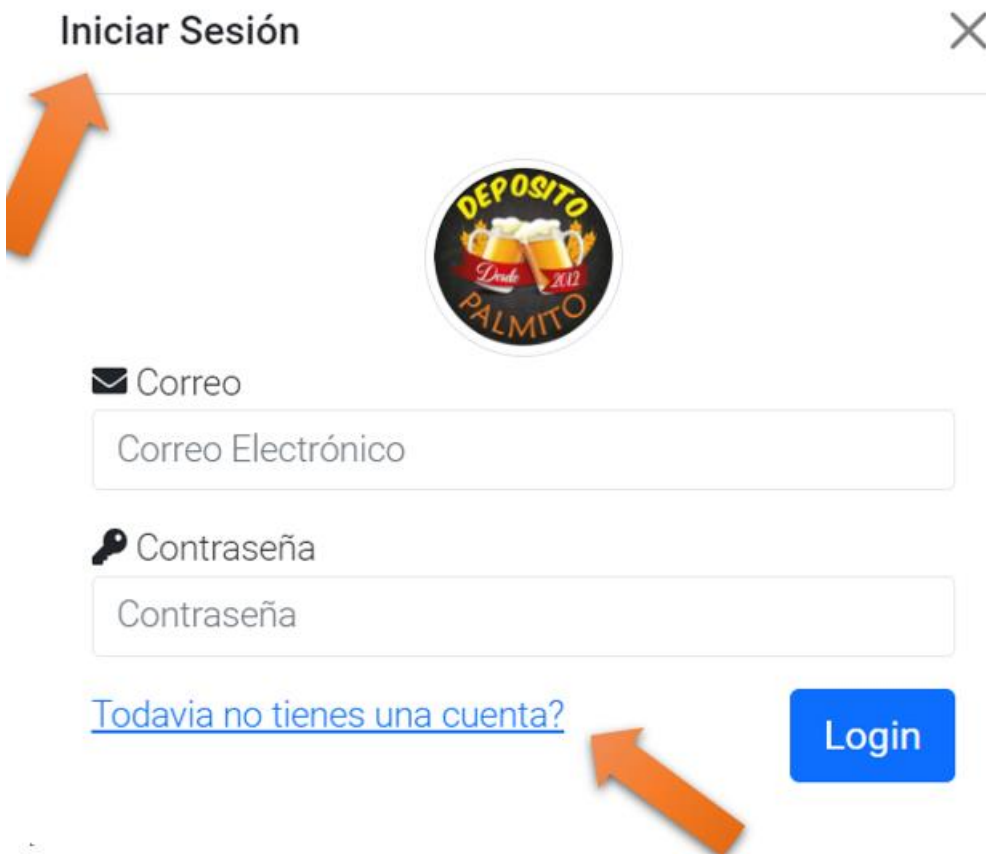 Iniciar Sesión
DEPOSITO
Desde 2012
PALMITO
Correo
Correo Electrónico
Contraseña
Contraseña
Todavia no tienes una cuenta?
Login